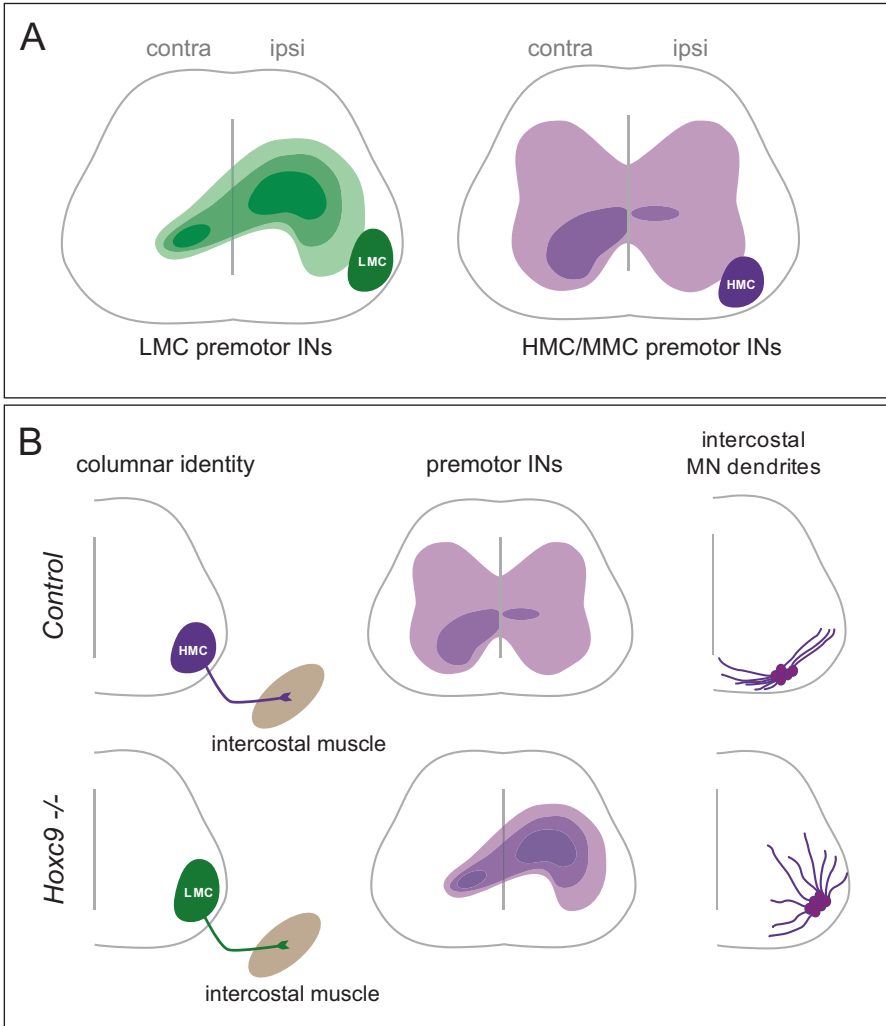 A
contra ipsi
contra ipsi
LMC
HMC
LMC premotor INs
HMC/MMC premotor INs
B
columnar identity
premotor INs
intercostal
MN dendrites
Control
HMC
intercostal muscle
Hoxc9 -/-
LMC
intercostal muscle